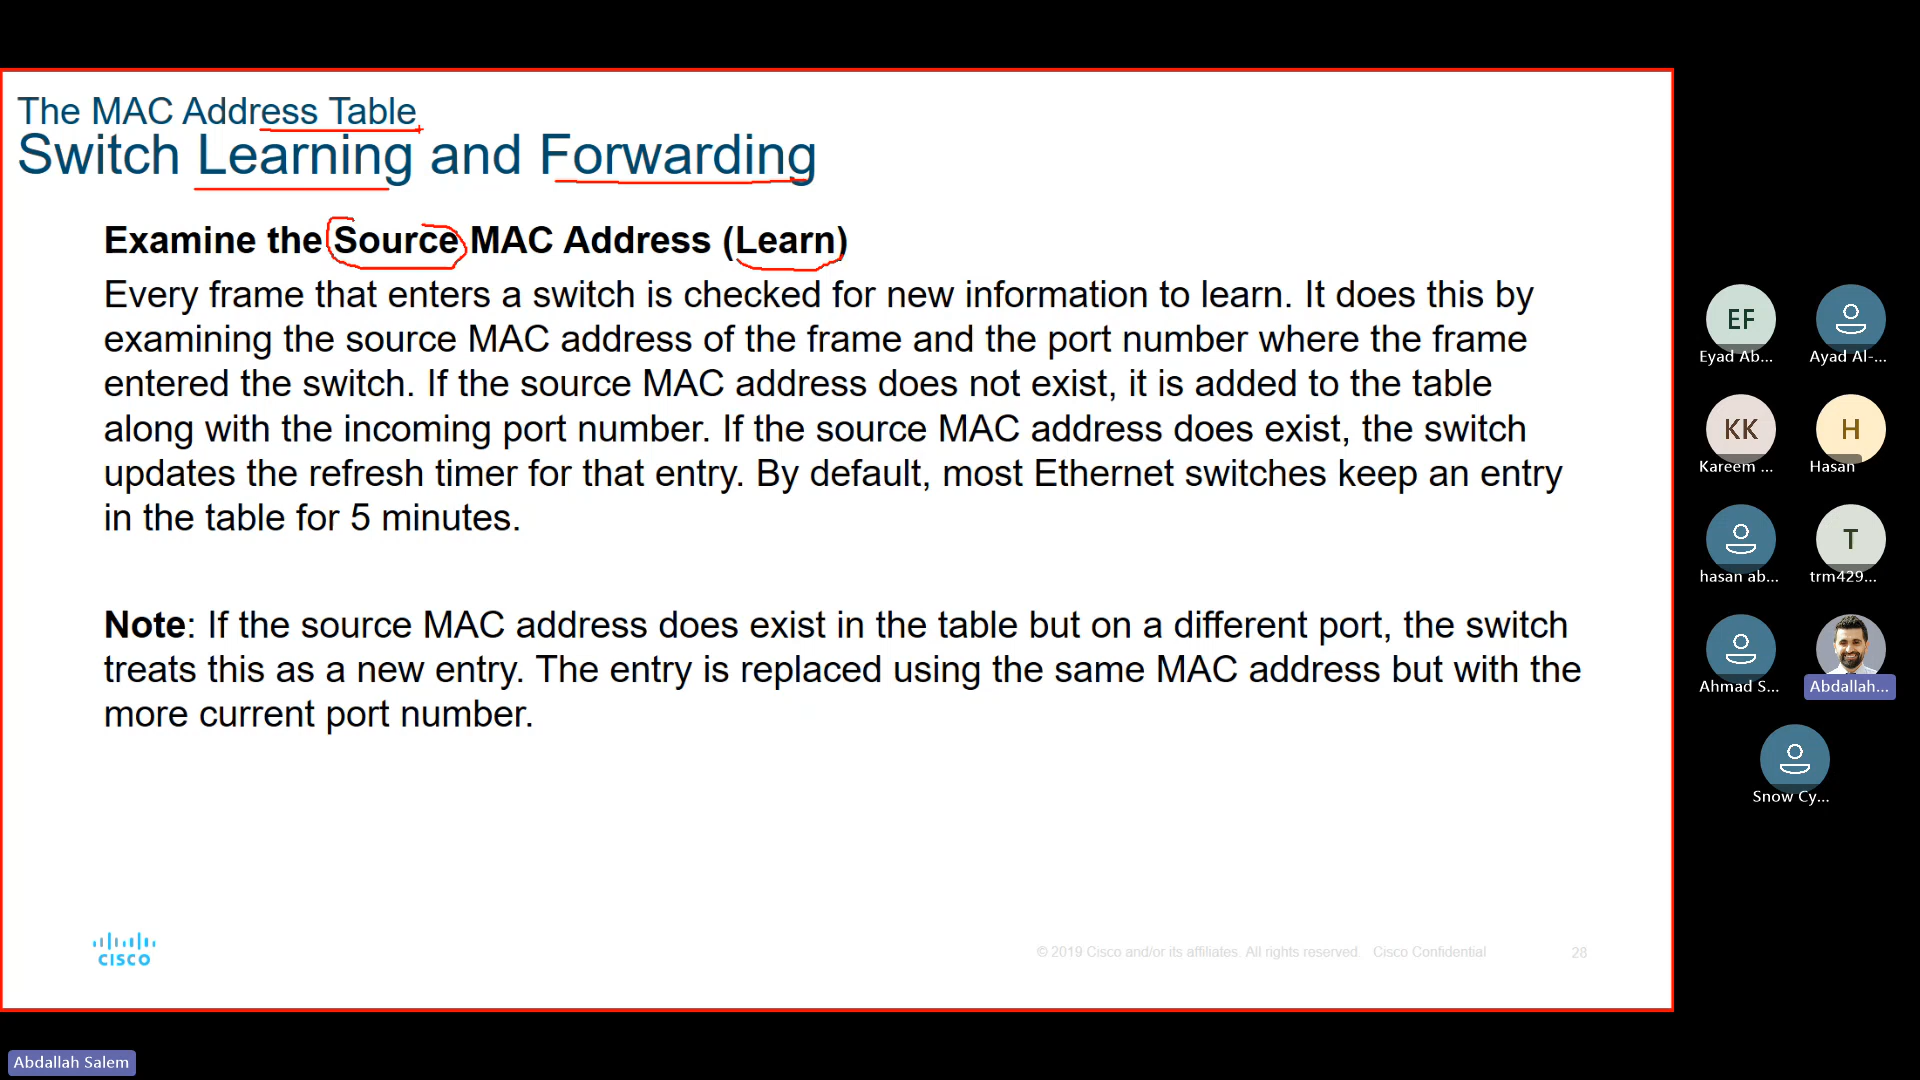 The MAC Address Table
Switch Learning and Forwarding
Examine the Source MAC Address (Learn)
Every frame that enters a switch is checked for new information to learn. It does this by
examining the source MAC address of the frame and the port number where the frame
entered the switch. If the source MAC address does not exist, it is added to the table
along with the incoming port number. If the source MAC address does exist, the switch
updates the refresh timer for that entry. By default, most Ethernet switches keep an entry
in the table for 5 minutes.
Note: If the source MAC address does exist in the table but on a different port, the switch
treats this as a new entry. The entry is replaced using the same MAC address but with the
more current port number.
CISCO
© 2019 Cisco and/or its affiliates. All rights reserved. Cisco Confidential
28
EF
Eyad Ab...
Ayad Al-...
KK
Kareem ...
H
Hasan
hasan ab...
T
trm429...
Ahmad S...
Abdallah...
Snow Cy...
Abdallah Salem